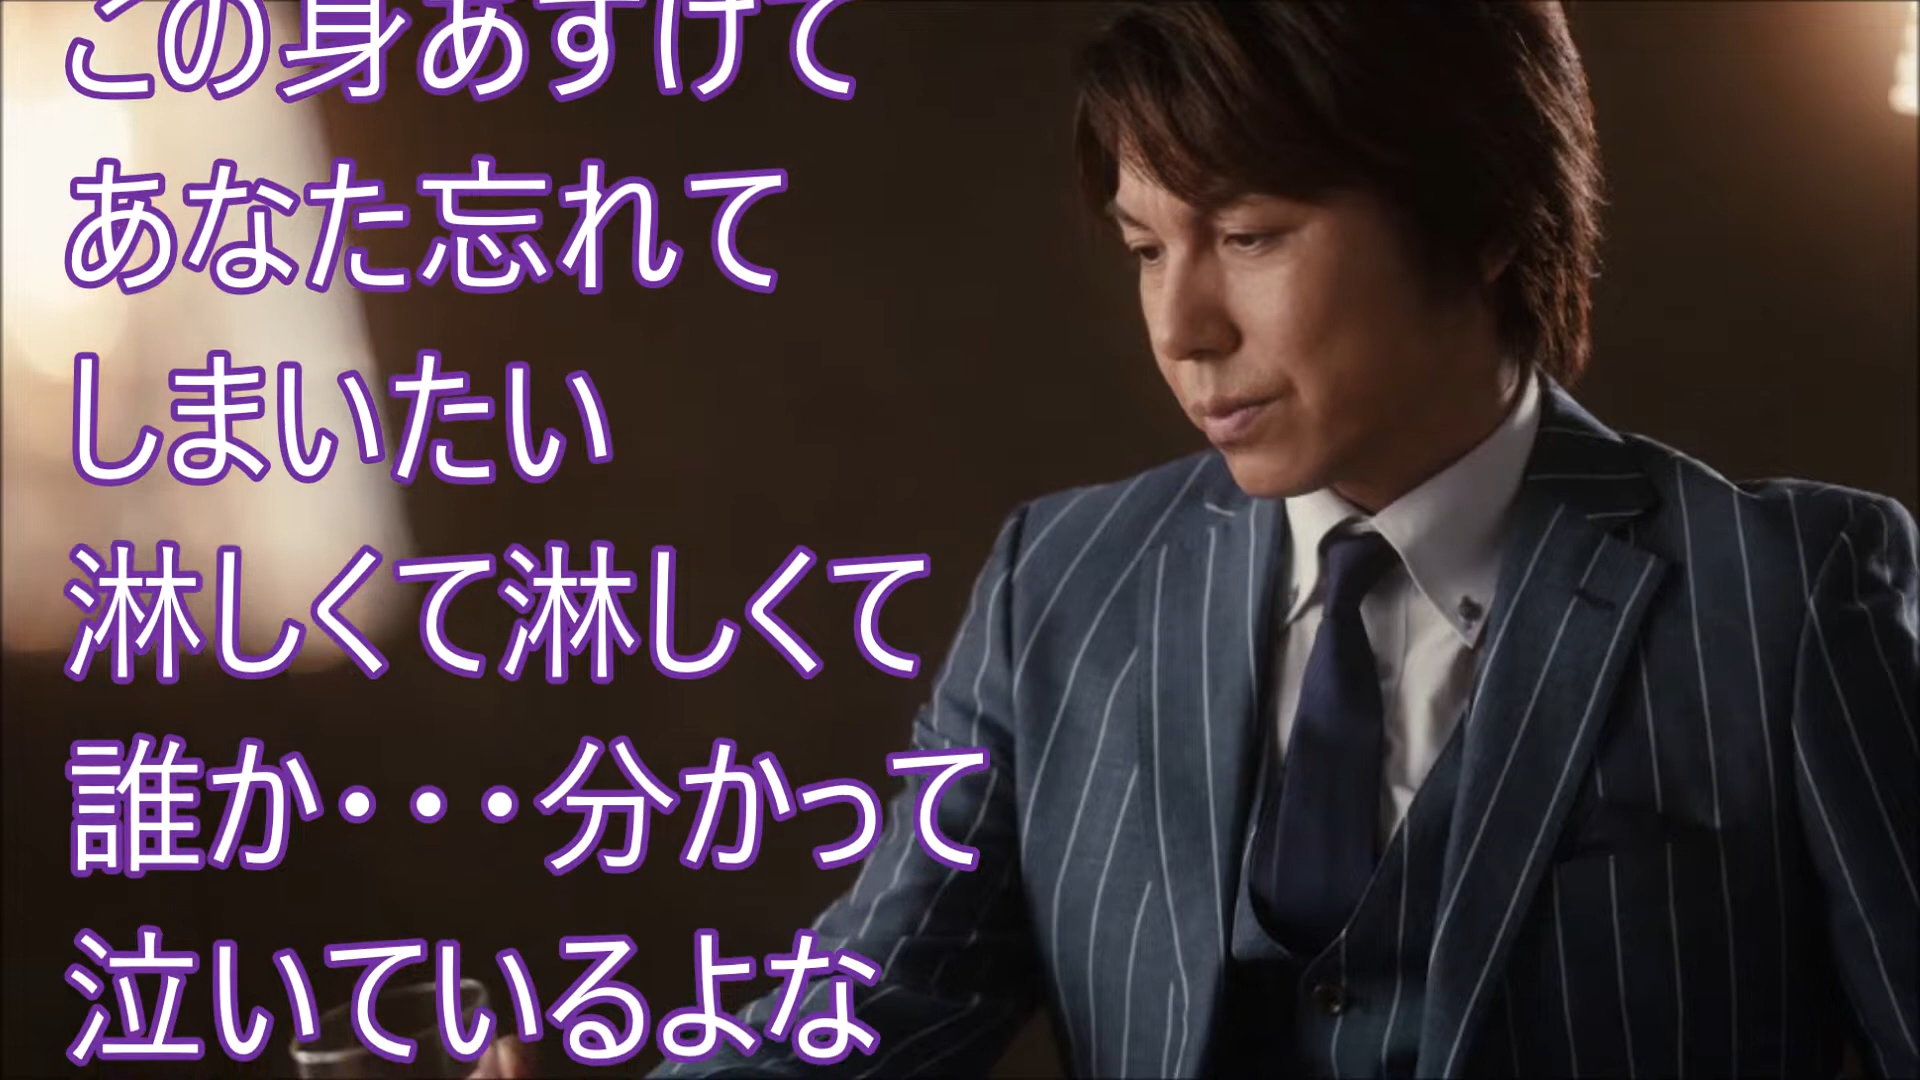 この身あずけて
あなた忘れて
しまいたい
淋しくて淋しくて
誰か・・・分かって
泣いているよな